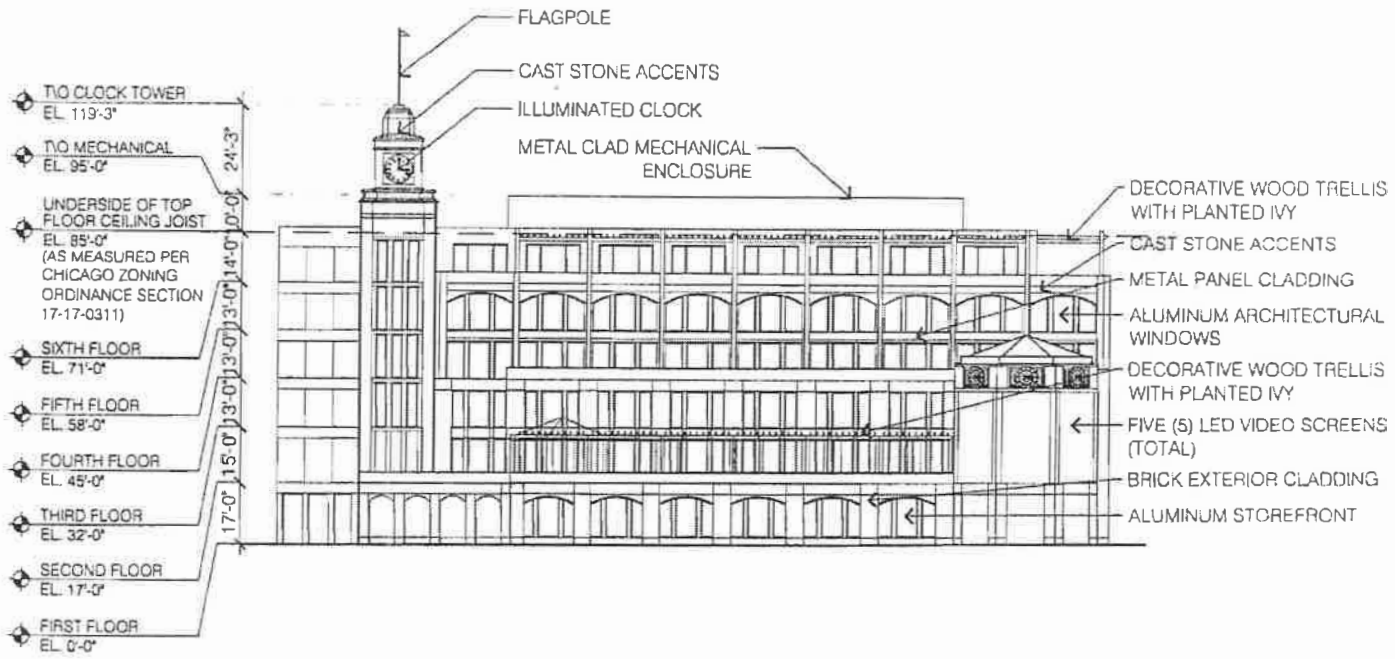 FLAGPOLE
CAST STONE ACCENTS
ILLUMINATED CLOCK
METAL CLAD MECHANICAL
ENCLOSURE
T\O CLOCK TOWER
EL. 119'-3"
T\O MECHANICAL
EL. 95'-0"
UNDERSIDE OF TOP
FLOOR CEILING JOIST
EL. 85'-0"
(AS MEASURED PER
CHICAGO ZONING
ORDINANCE SECTION
17-17-0311)
SIXTH FLOOR
EL. 71'-0"
FIFTH FLOOR
EL. 58'-0"
FOURTH FLOOR
EL. 45'-0"
THIRD FLOOR
EL. 32'-0"
SECOND FLOOR
EL. 17'-0"
FIRST FLOOR
EL. 0'-0"
24'-3"
10'-0"
14'-0"
13'-0"
13'-0"
13'-0"
15'-0"
17'-0"
DECORATIVE WOOD TRELLIS
WITH PLANTED IVY
CAST STONE ACCENTS
METAL PANEL CLADDING
ALUMINUM ARCHITECTURAL
WINDOWS
DECORATIVE WOOD TRELLIS
WITH PLANTED IVY
FIVE (5) LED VIDEO SCREENS
(TOTAL)
BRICK EXTERIOR CLADDING
ALUMINUM STOREFRONT